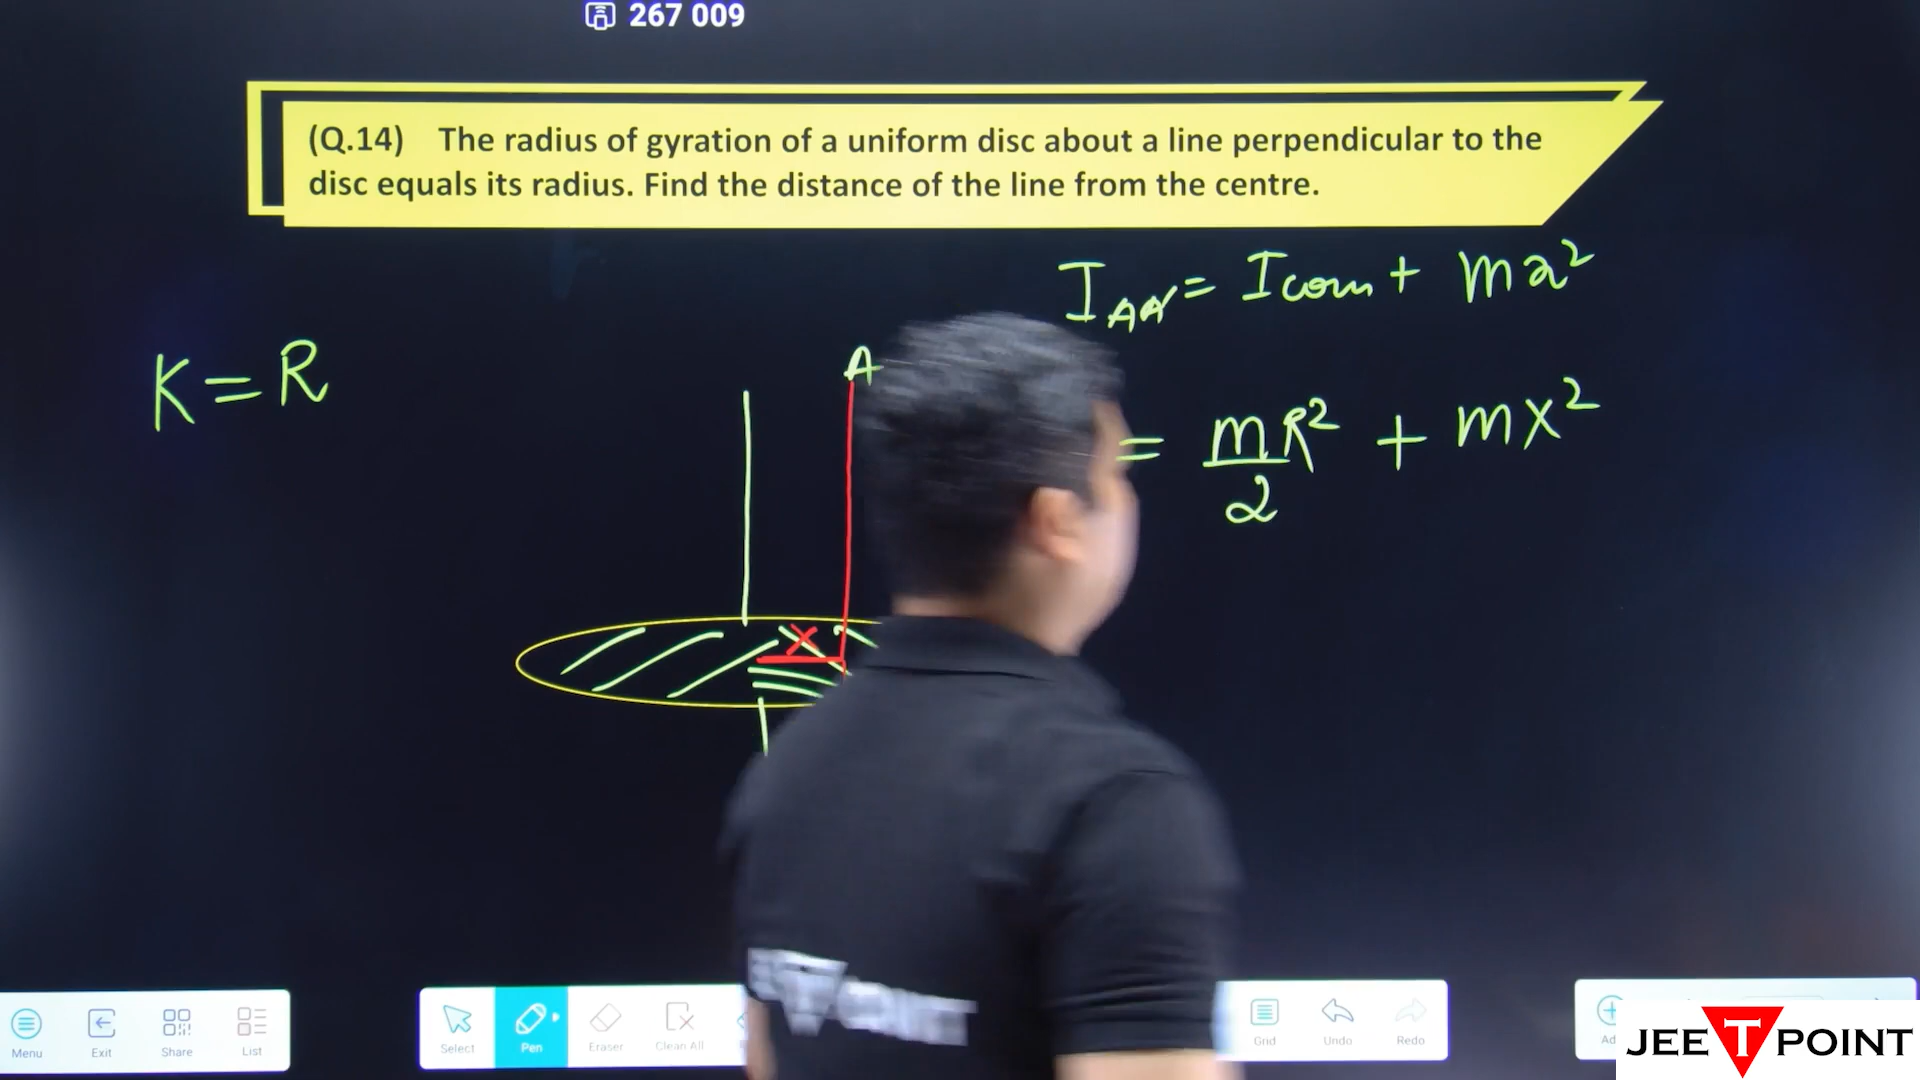 267 009
(Q.14) The radius of gyration of a uniform disc about a line perpendicular to the
disc equals its radius. Find the distance of the line from the centre.
I_AA' = Icom + ma²
K = R
A
= mR²/2 + mx²
x
Menu
Exit
Share
List
Select
Pen
Eraser
Clean All
Grid
Undo
Redo
JEE T POINT